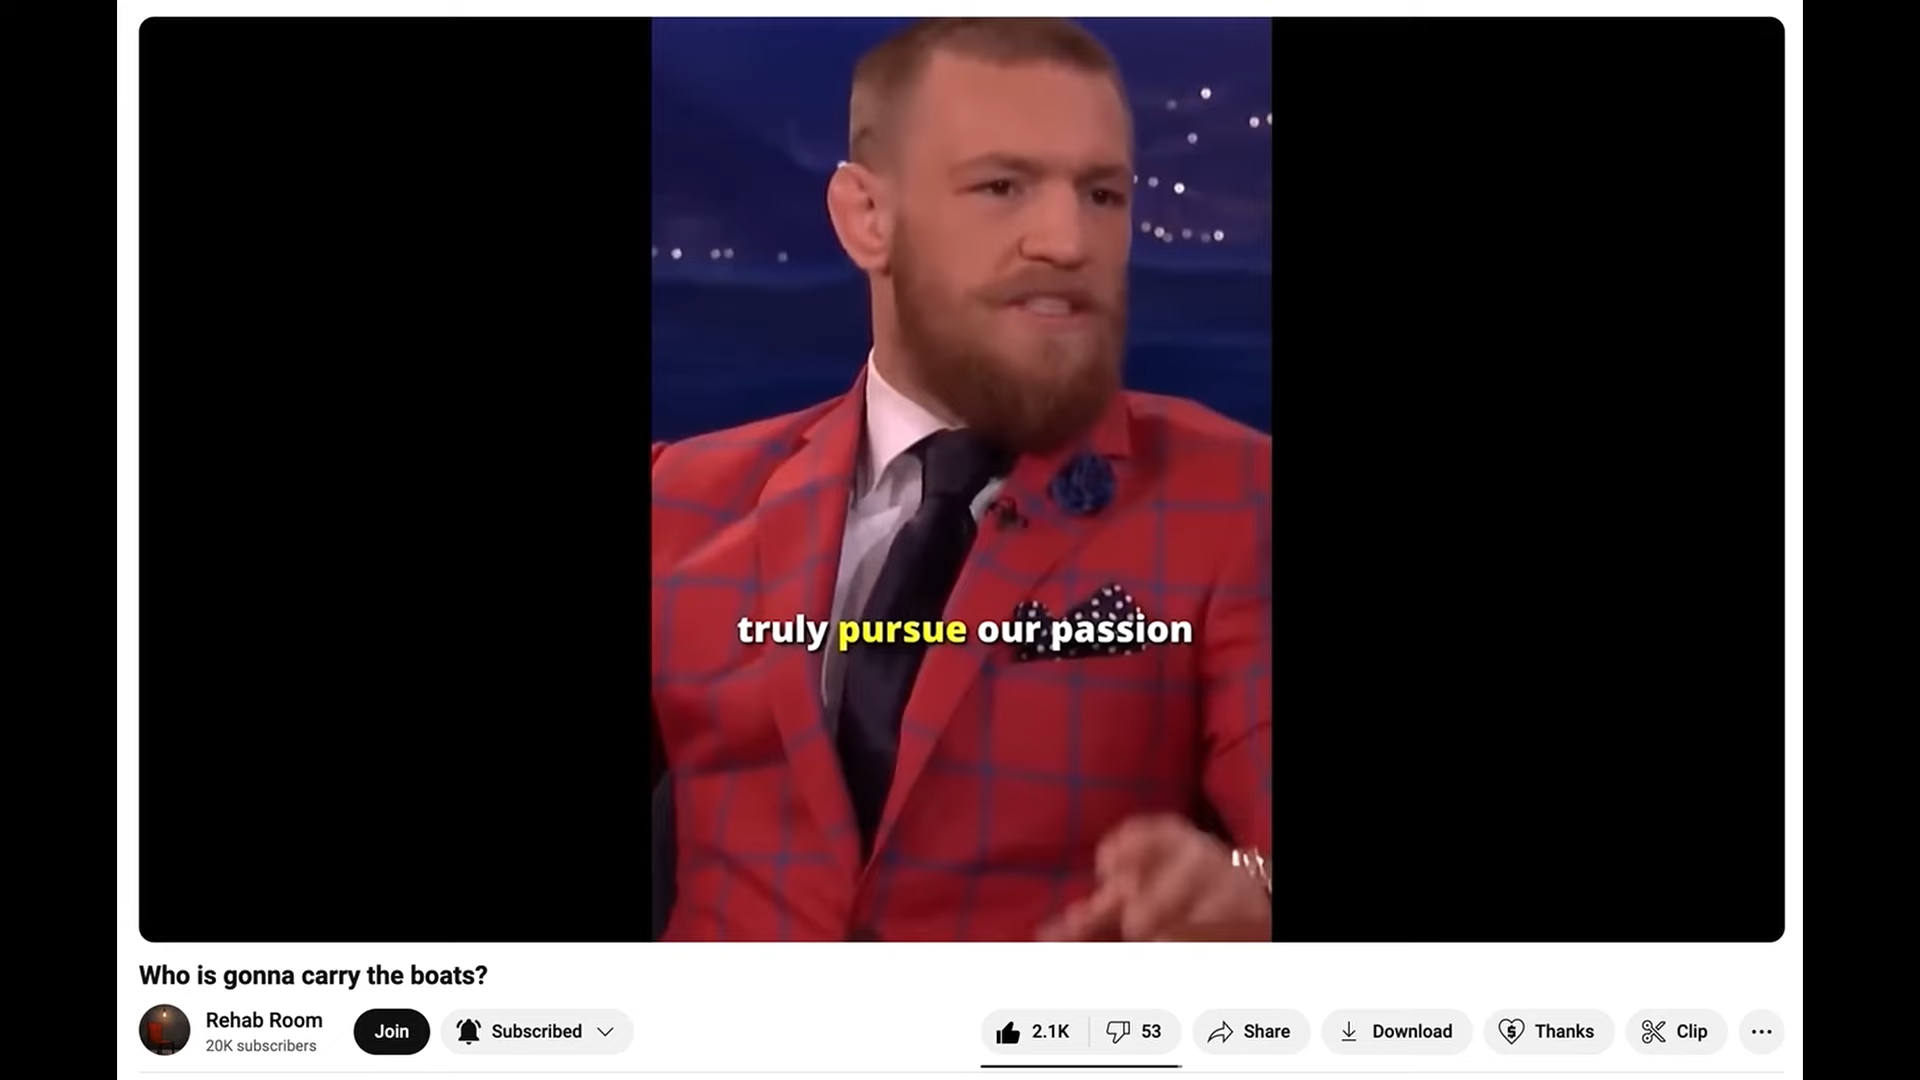 truly pursue our passion
Who is gonna carry the boats?
Rehab Room
20K subscribers
Join
Subscribed
2.1K
53
Share
Download
Thanks
Clip